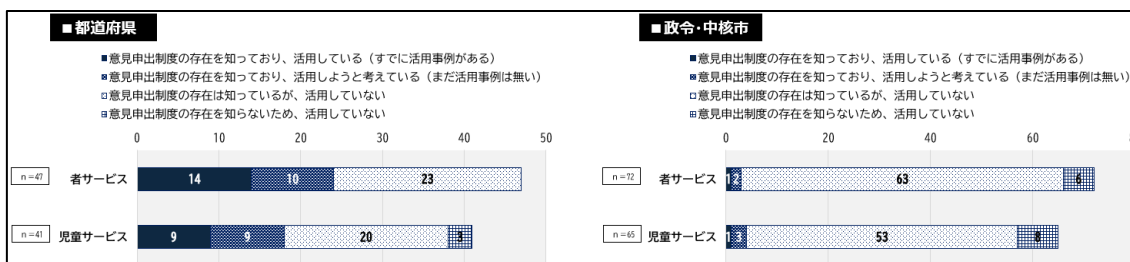 ■都道府県
■意見申出制度の存在を知っており、活用している（すでに活用事例がある）
■意見申出制度の存在を知っており、活用しようと考えている（まだ活用事例は無い）
□意見申出制度の存在は知っているが、活用していない
意見申出制度の存在を知らないため、活用していない
0 10 20 30 40 50
n=47 者サービス 14 10 23
n=41 児童サービス 9 9 20 3
■政令・中核市
■意見申出制度の存在を知っており、活用している（すでに活用事例がある）
■意見申出制度の存在を知っており、活用しようと考えている（まだ活用事例は無い）
□意見申出制度の存在は知っているが、活用していない
意見申出制度の存在を知らないため、活用していない
0 20 40 60
n=72 者サービス 1 2 63 6
n=65 児童サービス 1 3 53 8